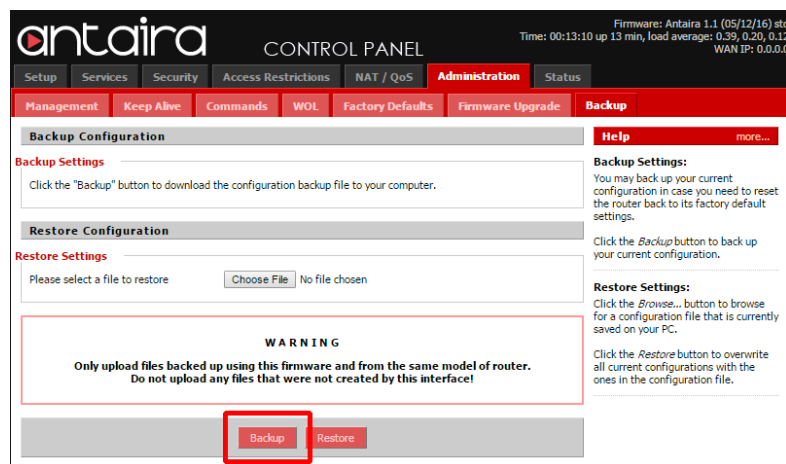 antaira
CONTROL PANEL
Firmware: Antaira 1.1 (05/12/16) std
Time: 00:13:10 up 13 min, load average: 0.39, 0.20, 0.12
WAN IP: 0.0.0.0
Setup Services Security Access Restrictions NAT / QoS Administration Status
Management Keep Alive Commands WOL Factory Defaults Firmware Upgrade Backup
Backup Configuration
Backup Settings
Click the "Backup" button to download the configuration backup file to your computer.
Restore Configuration
Restore Settings
Please select a file to restore Choose File No file chosen
WARNING
Only upload files backed up using this firmware and from the same model of router.
Do not upload any files that were not created by this interface!
Backup Restore
Help more...
Backup Settings:
You may back up your current
configuration in case you need to reset
the router back to its factory default
settings.
Click the Backup button to back up
your current configuration.
Restore Settings:
Click the Browse... button to browse
for a configuration file that is currently
saved on your PC.
Click the Restore button to overwrite
all current configurations with the
ones in the configuration file.